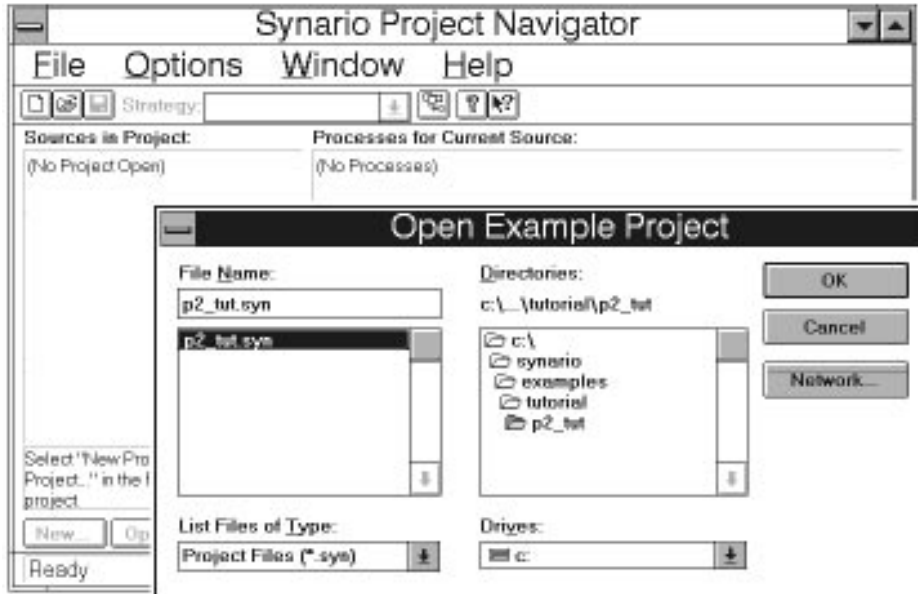 Synario Project Navigator
File Options Window Help
Strategy:
Sources in Project: Processes for Current Source:
(No Project Open) (No Processes)
Open Example Project
File Name: Directories:
p2_tut.syn c:\...\tutorial\p2_tut
p2_tut.syn
c:\
synario
examples
tutorial
p2_tut
OK
Cancel
Network...
Select "New Pro
Project..." in the
project.
List Files of Type: Drives:
Project Files (*.syn) c:
New... Op
Ready